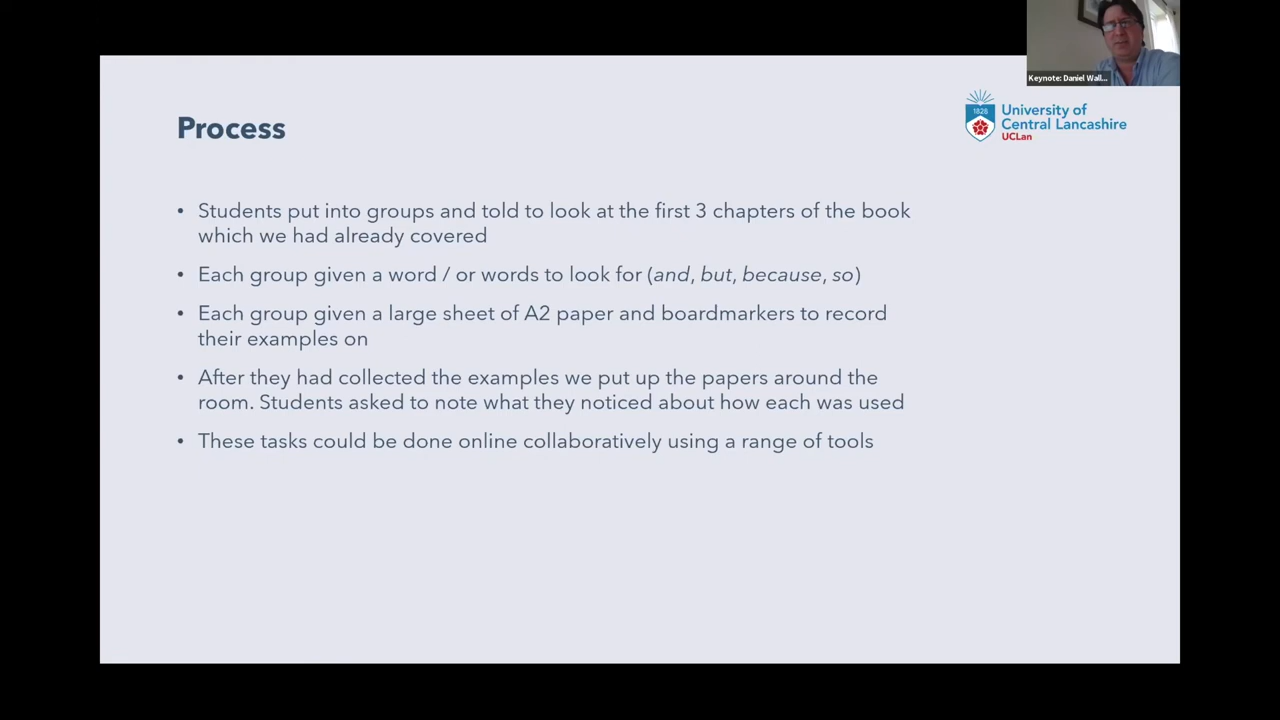 Keynote: Daniel Wall...
1828
University of
Central Lancashire
UCLan
Process
• Students put into groups and told to look at the first 3 chapters of the book
which we had already covered
• Each group given a word / or words to look for (and, but, because, so)
• Each group given a large sheet of A2 paper and boardmarkers to record
their examples on
• After they had collected the examples we put up the papers around the
room. Students asked to note what they noticed about how each was used
• These tasks could be done online collaboratively using a range of tools